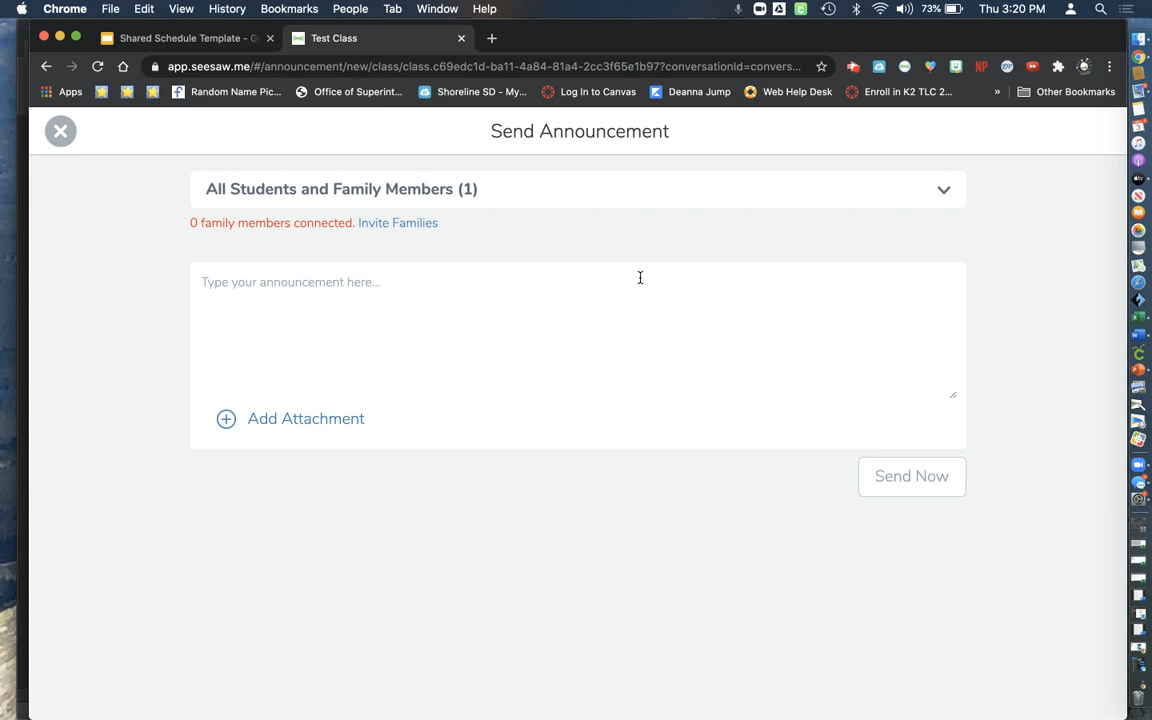 Chrome File Edit View History Bookmarks People Tab Window Help 73% Thu 3:20 PM
Shared Schedule Template - G Test Class
app.seesaw.me/#/announcement/new/class/class.c69edc1d-ba11-4a84-81a4-2cc3f65e1b97?conversationId=convers...
Apps Random Name Pic... Office of Superint... Shoreline SD - My... Log In to Canvas Deanna Jump Web Help Desk Enroll in K2 TLC 2... » Other Bookmarks
Send Announcement
All Students and Family Members (1)
0 family members connected. Invite Families
Type your announcement here...
Add Attachment
Send Now